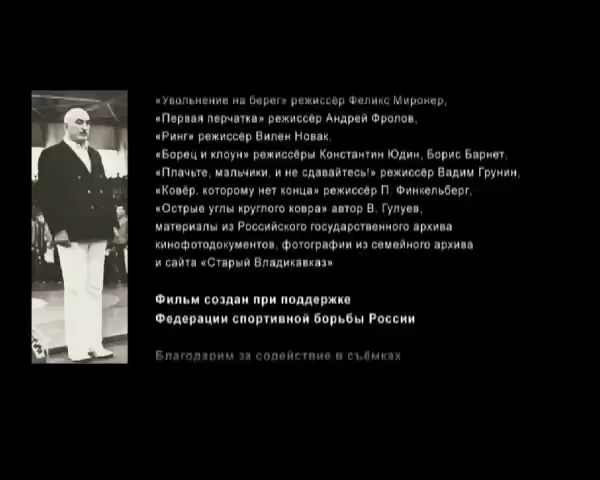 «Увольнение на берег» режиссёр Феликс Миронер,
«Первая перчатка» режиссёр Андрей Фролов,
«Ринг» режиссёр Вилен Новак,
«Борец и клоун» режиссёры Константин Юдин, Борис Барнет,
«Плачьте, мальчики, и не сдавайтесь!» режиссёр Вадим Грунин,
«Ковёр, которому нет конца» режиссёр П. Финкельберг,
«Острые углы круглого ковра» автор В. Гулуев,
материалы из Российского государственного архива
кинофотодокументов, фотографии из семейного архива
и сайта «Старый Владикавказ»
Фильм создан при поддержке
Федерации спортивной борьбы России
Благодарим за содействие в съёмках